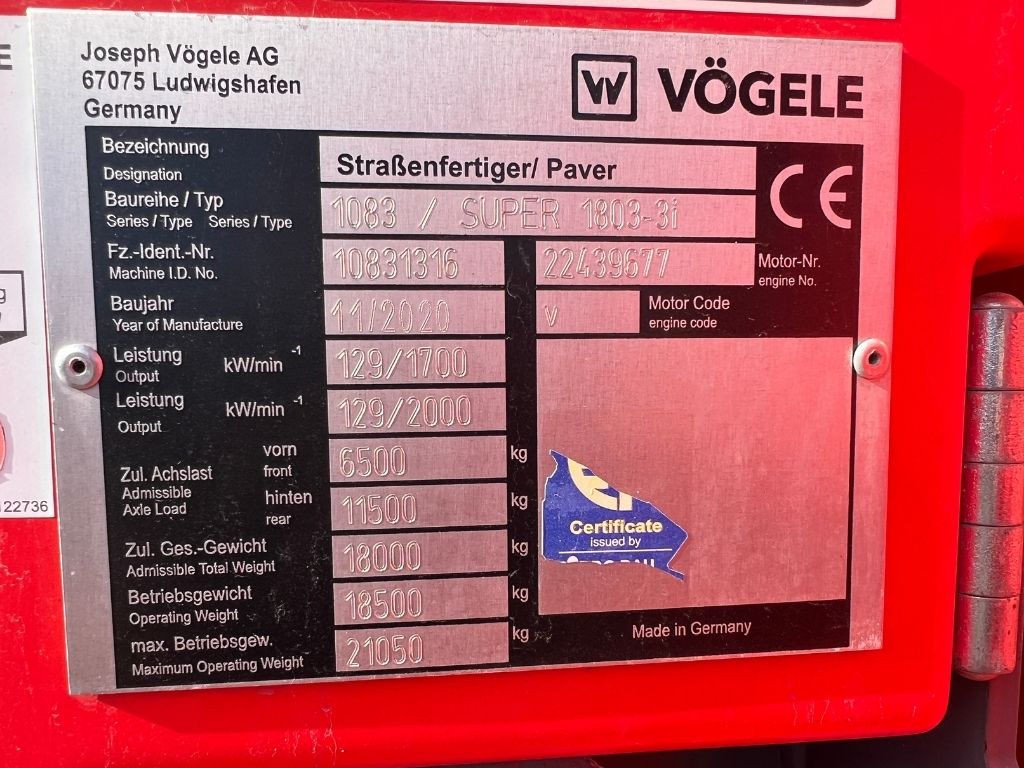 Joseph Vögele AG
67075 Ludwigshafen
Germany
W VÖGELE
Bezeichnung
Designation
Straßenfertiger/ Paver
CE
Baureihe / Typ
Series / Type Series / Type
1083 / SUPER 1803-3i
Fz.-Ident.-Nr.
Machine I.D. No.
10831316
22439677
Motor-Nr.
engine No.
Baujahr
Year of Manufacture
11/2020
V
Motor Code
engine code
Leistung
Output
kW/min -1
129/1700
Leistung
Output
kW/min -1
129/2000
Zul. Achslast
Admissible
Axle Load
vorn
front
6500 kg
hinten
rear
11500 kg
Zul. Ges.-Gewicht
Admissible Total Weight
18000 kg
Betriebsgewicht
Operating Weight
18500 kg
max. Betriebsgew.
Maximum Operating Weight
21050 kg
Certificate
issued by
Made in Germany
E
g
122736